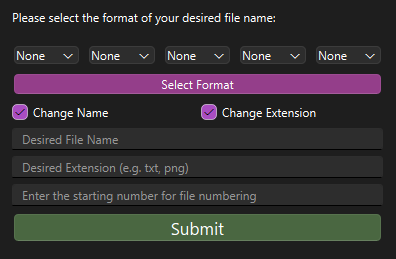 Please select the format of your desired file name:
None None None None None
Select Format
Change Name Change Extension
Desired File Name
Desired Extension (e.g. txt, png)
Enter the starting number for file numbering
Submit